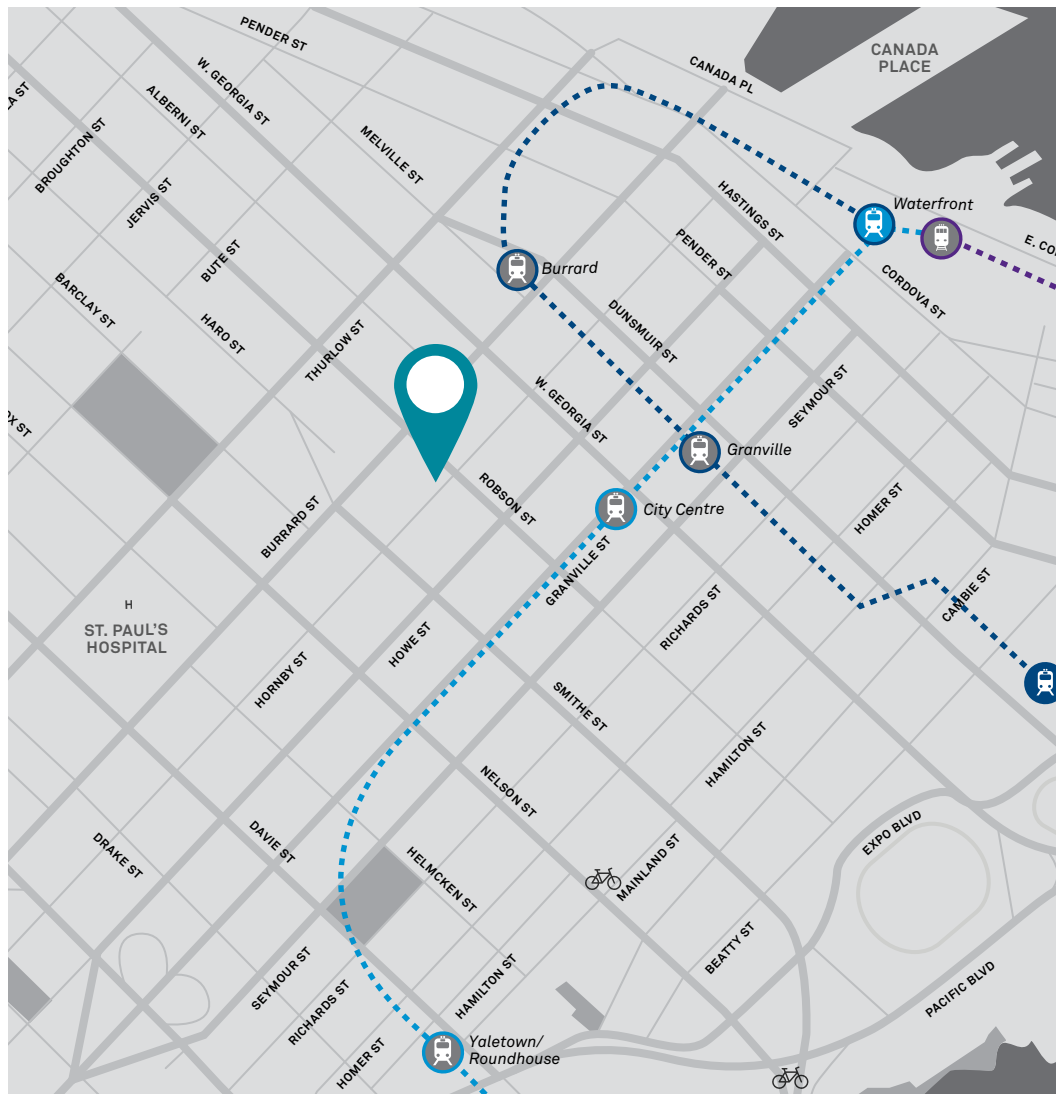 PENDER ST
CANADA
PLACE
CANADA PL
W. GEORGIA ST
ALBERNI ST
MELVILLE ST
BROUGHTON ST
JERVIS ST
HASTINGS ST
Waterfront
BUTE ST
PENDER ST
Burrard
CORDOVA ST
BARCLAY ST
HARO ST
THURLOW ST
DUNSMUIR ST
W. GEORGIA ST
SEYMOUR ST
Granville
ROBSON ST
City Centre
HOMER ST
BURRARD ST
GRANVILLE ST
CAMBIE ST
H
ST. PAUL'S
HOSPITAL
RICHARDS ST
HOWE ST
HORNBY ST
SMITHE ST
HAMILTON ST
NELSON ST
EXPO BLVD
DRAKE ST
DAVIE ST
HELMCKEN ST
MAINLAND ST
BEATTY ST
SEYMOUR ST
HAMILTON ST
PACIFIC BLVD
RICHARDS ST
HOMER ST
Yaletown/
Roundhouse